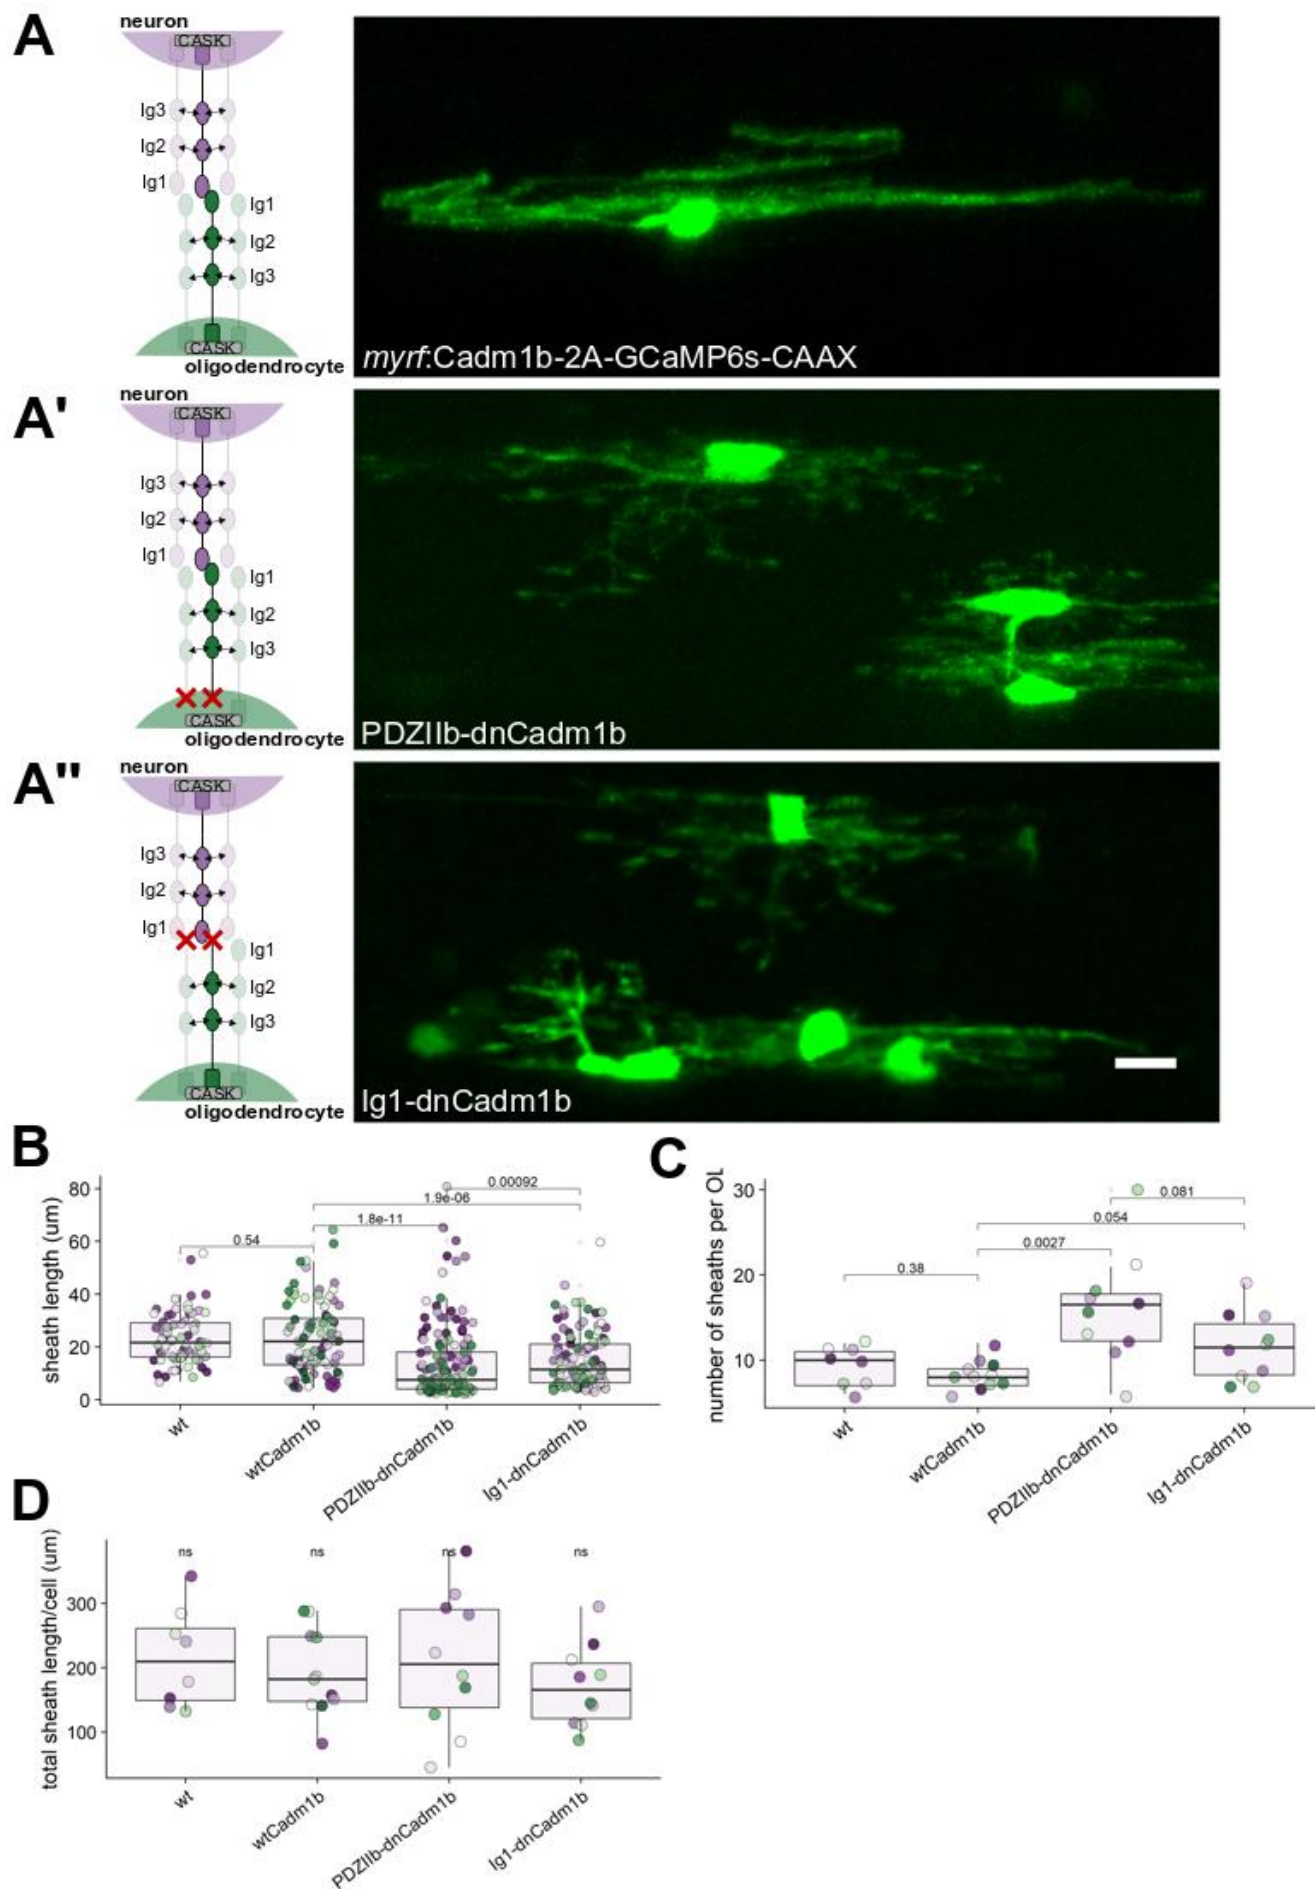 A
neuron
CASK
Ig3
Ig2
Ig1
Ig1
Ig2
Ig3
CASK
oligodendrocyte
myrf:Cadm1b-2A-GCaMP6s-CAAX
A'
neuron
CASK
Ig3
Ig2
Ig1
Ig1
Ig2
Ig3
CASK
oligodendrocyte
PDZIIb-dnCadm1b
A"
neuron
CASK
Ig3
Ig2
Ig1
Ig1
Ig2
Ig3
CASK
oligodendrocyte
Ig1-dnCadm1b
B
sheath length (um)
80
60
40
20
0
0.00092
1.9e-06
1.8e-11
0.54
wt
wtCadm1b
PDZIIb-dnCadm1b
Ig1-dnCadm1b
C
number of sheaths per OL
30
20
10
0.081
0.054
0.0027
0.38
wt
wtCadm1b
PDZIIb-dnCadm1b
Ig1-dnCadm1b
D
total sheath length/cell (um)
300
200
100
ns
ns
ns
ns
wt
wtCadm1b
PDZIIb-dnCadm1b
Ig1-dnCadm1b